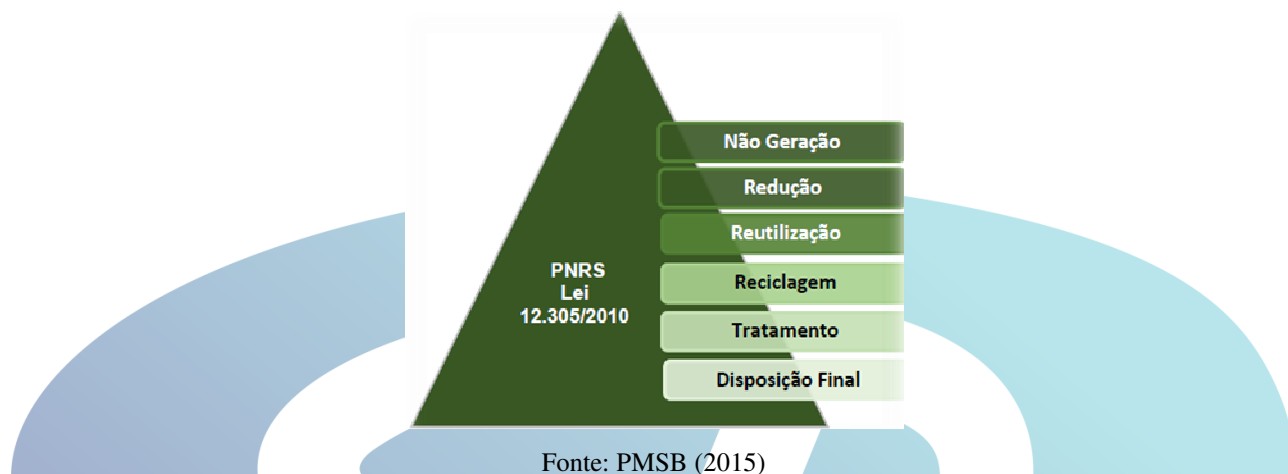 Não Geração
Redução
Reutilização
PNRS
Lei
12.305/2010
Reciclagem
Tratamento
Disposição Final
Fonte: PMSB (2015)